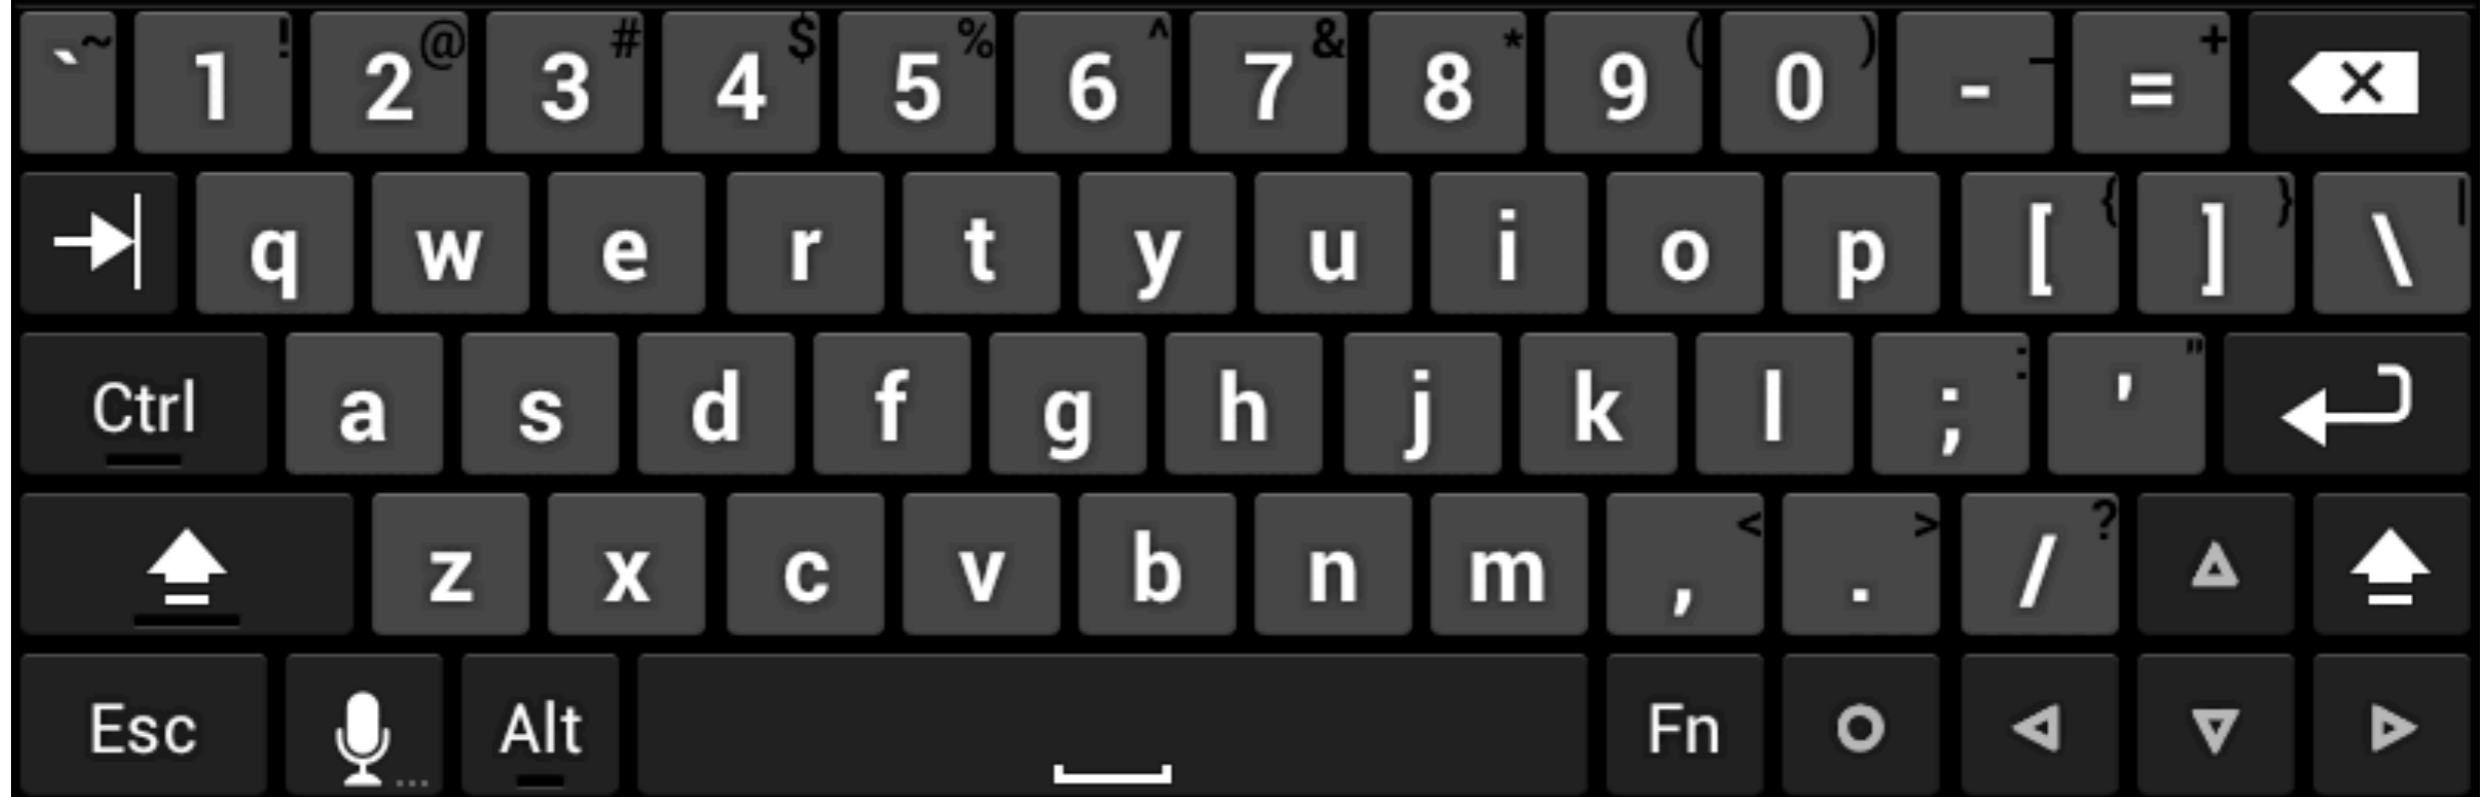 ` ~ 1 ! 2 @ 3 # 4 $ 5 % 6 ^ 7 & 8 * 9 ( 0 ) - _ = +
q w e r t y u i o p [ { ] } \ |
Ctrl a s d f g h j k l ; : ' "
z x c v b n m , < . > / ?
Esc ... Alt Fn